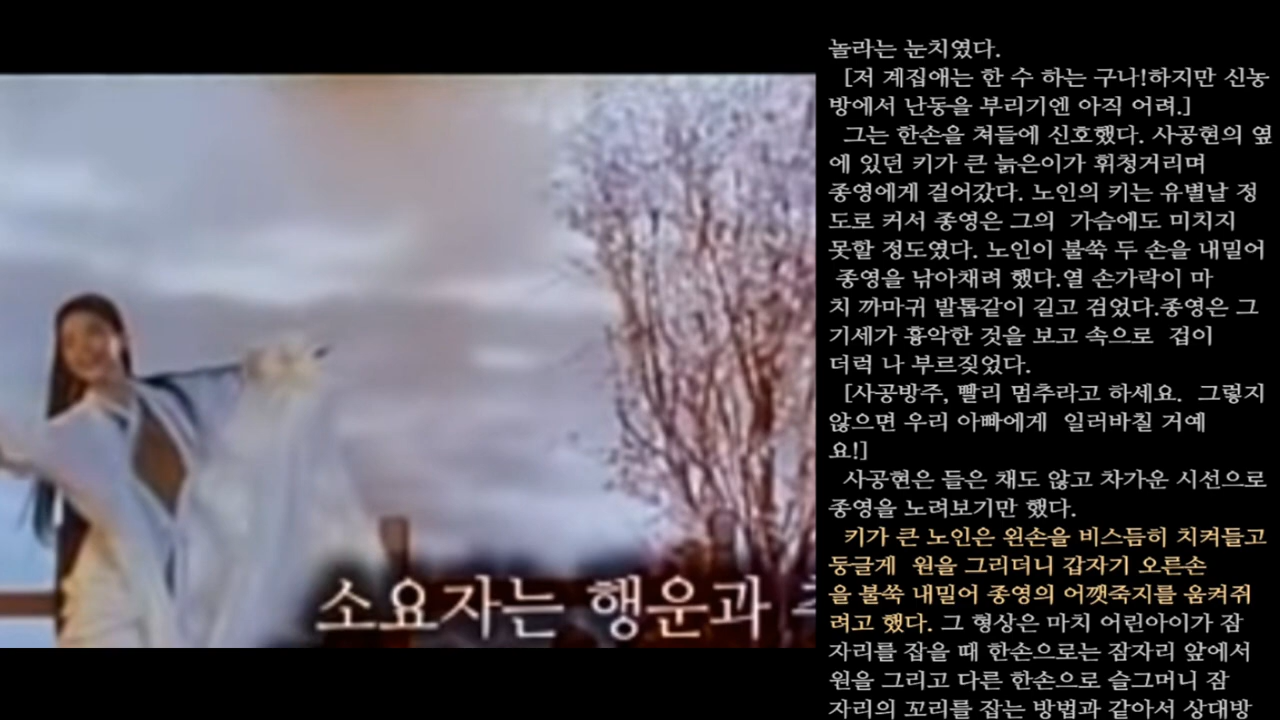 소요자는 행운과
놀라는 눈치였다.
[저 계집애는 한 수 하는 구나!하지만 신농
방에서 난동을 부리기엔 아직 어려.]
그는 한손을 쳐들에 신호했다. 사공현의 옆
에 있던 키가 큰 늙은이가 휘청거리며
종영에게 걸어갔다. 노인의 키는 유별날 정
도로 커서 종영은 그의 가슴에도 미치지
못할 정도였다. 노인이 불쑥 두 손을 내밀어
종영을 낚아채려 했다.열 손가락이 마
치 까마귀 발톱같이 길고 검었다.종영은 그
기세가 흉악한 것을 보고 속으로 겁이
더럭 나 부르짖었다.
[사공방주, 빨리 멈추라고 하세요. 그렇지
않으면 우리 아빠에게 일러바칠 거예
요!]
사공현은 들은 채도 않고 차가운 시선으로
종영을 노려보기만 했다.
키가 큰 노인은 왼손을 비스듬히 치켜들고
둥글게 원을 그리더니 갑자기 오른손
을 불쑥 내밀어 종영의 어깻죽지를 움켜쥐
려고 했다. 그 형상은 마치 어린아이가 잠
자리를 잡을 때 한손으로는 잠자리 앞에서
원을 그리고 다른 한손으로 슬그머니 잠
자리의 꼬리를 잡는 방법과 같아서 상대방